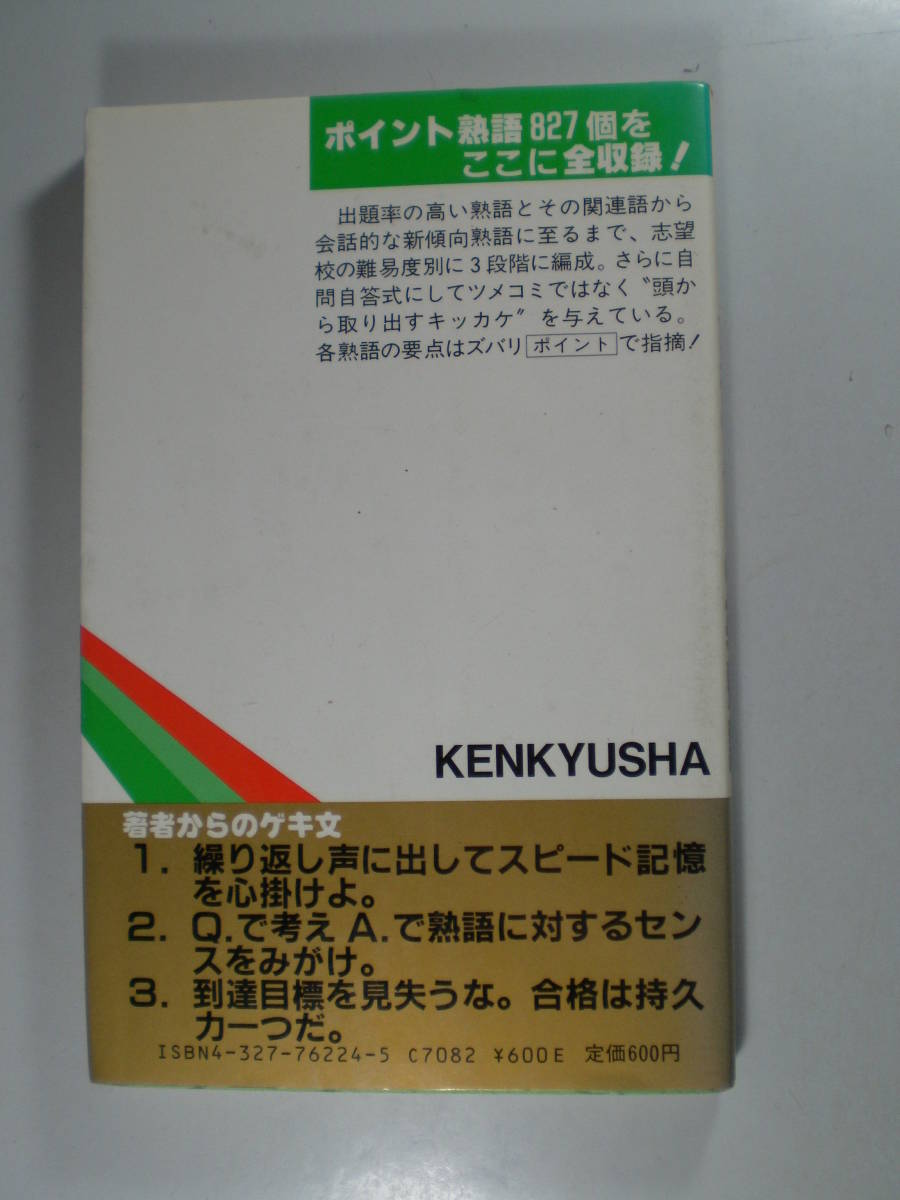 ポイント熟語827個を
ここに全収録!
出題率の高い熟語とその関連語から
会話的な新傾向熟語に至るまで、志望
校の難易度別に3段階に編成。さらに自
問自答式にしてツメコミではなく〝頭か
ら取り出すキッカケ〟を与えている。
各熟語の要点はズバリ ポイント で指摘!
KENKYUSHA
著者からのゲキ文
1. 繰り返し声に出してスピード記憶
を心掛けよ。
2. Q.で考えA.で熟語に対するセン
スをみがけ。
3. 到達目標を見失うな。合格は持久
力一つだ。
ISBN4-327-76224-5 C7082 ¥600E 定価600円